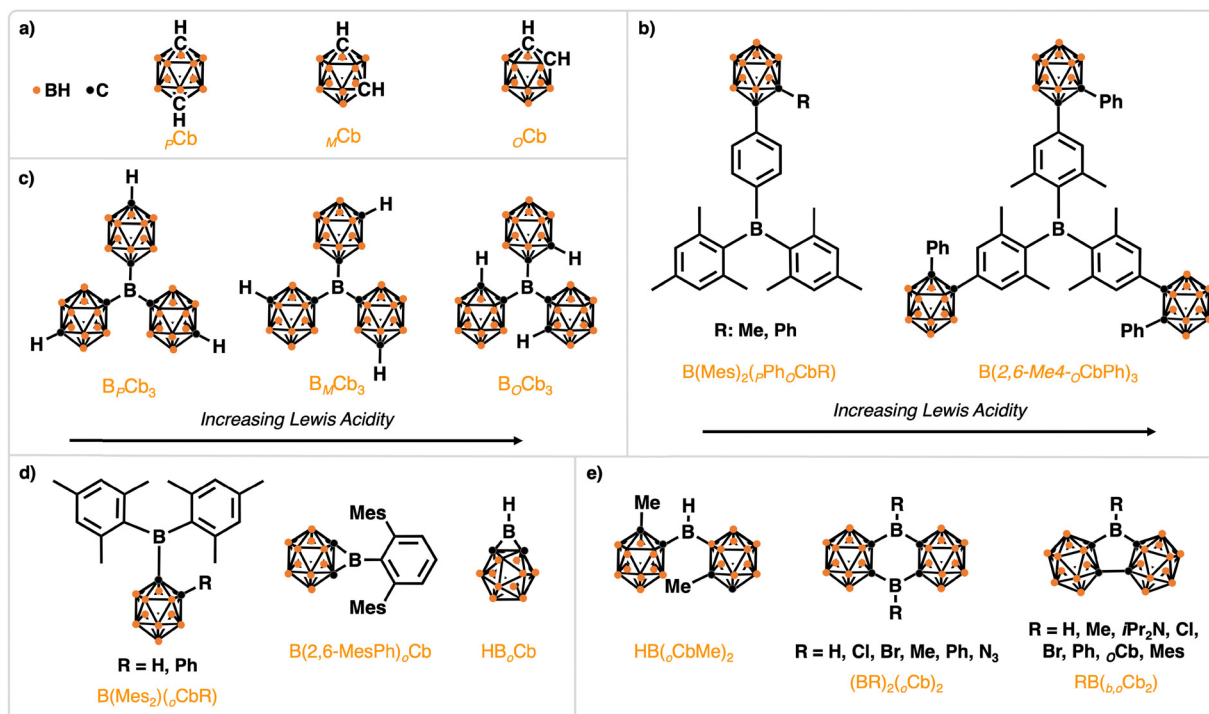 a)
H
C
C
H
PCb
H
C
CH
MCb
H
C
CH
OCb
BH
C
b)
R
B
R: Me, Ph
B(Mes)2(PPhOCbR)
Ph
Ph
B
Ph
B(2,6-Me4-OCbPh)3
Increasing Lewis Acidity
c)
H
B
H
H
BPCb3
H
H
B
H
BMCb3
H
H
B
H
BOCb3
Increasing Lewis Acidity
d)
B
R
R = H, Ph
B(Mes2)(oCbR)
Mes
B
Mes
B(2,6-MesPh)oCb
H
B
HBoCb
e)
Me
H
B
Me
HB(oCbMe)2
R
B
B
R
R = H, Cl, Br, Me, Ph, N3
(BR)2(oCb)2
R
B
R = H, Me, iPr2N, Cl,
Br, Ph, oCb, Mes
RB(b,oCb2)